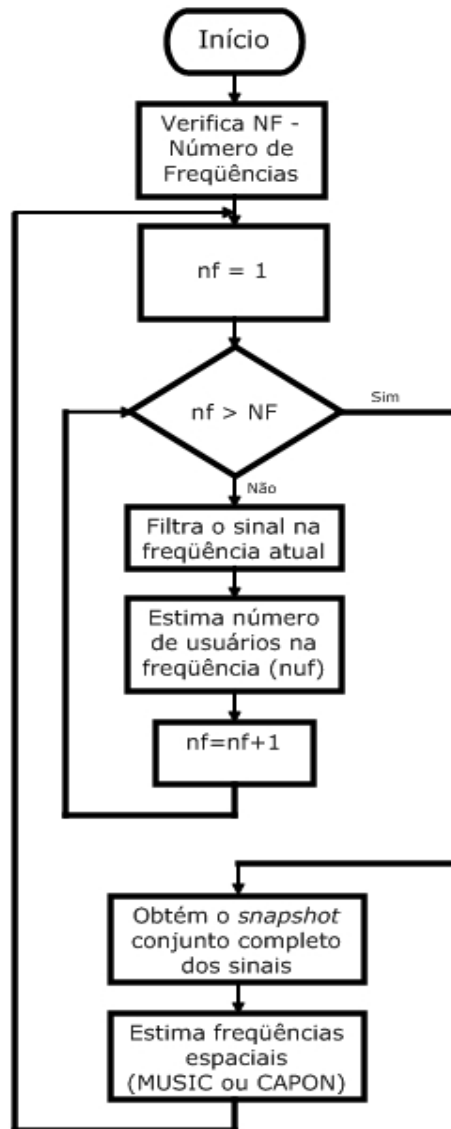 Início
Verifica NF -
Número de
Freqüências
nf = 1
nf > NF
Sim
Não
Filtra o sinal na
freqüência atual
Estima número
de usuários na
freqüência (nuf)
nf=nf+1
Obtém o snapshot
conjunto completo
dos sinais
Estima freqüências
espaciais
(MUSIC ou CAPON)